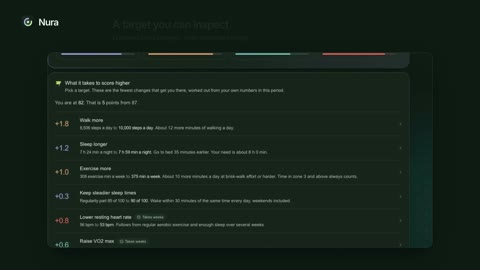 Nura
A target you can inspect
What it takes to score higher
Pick a target. These are the fewest changes that get you there, worked out from your own numbers in this period.
You are at 62. That is 5 points from 67.
+1.8
Walk more
10,000 steps a day. About 12 more minutes of walking a day.
+1.2
Sleep longer
7 h 24 min a night to 7 h 59 min a night. Go to bed 35 minutes earlier. Your need is about 8 h 0 min.
+1.0
Exercise more
309 exercise min a week to 375 min a week. About 10 more minutes a day at brisk-walk effort or harder. Time in zone 3 and above always counts.
+0.3
Keep steadier sleep times
Regularity part 85 of 100 to 96 of 100. Wake within 30 minutes of the same time every day, weekends included.
+0.8
Lower resting heart rate
Takes weeks
56 bpm to 53 bpm. Follows from regular aerobic exercise and enough sleep over several weeks.
+0.6
Raise VO2 max
Takes weeks